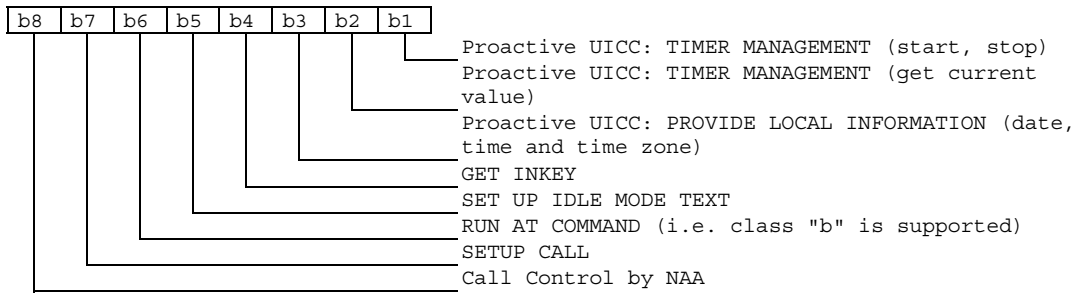 b8 b7 b6 b5 b4 b3 b2 b1
Proactive UICC: TIMER MANAGEMENT (start, stop)
Proactive UICC: TIMER MANAGEMENT (get current
value)
Proactive UICC: PROVIDE LOCAL INFORMATION (date,
time and time zone)
GET INKEY
SET UP IDLE MODE TEXT
RUN AT COMMAND (i.e. class "b" is supported)
SETUP CALL
Call Control by NAA